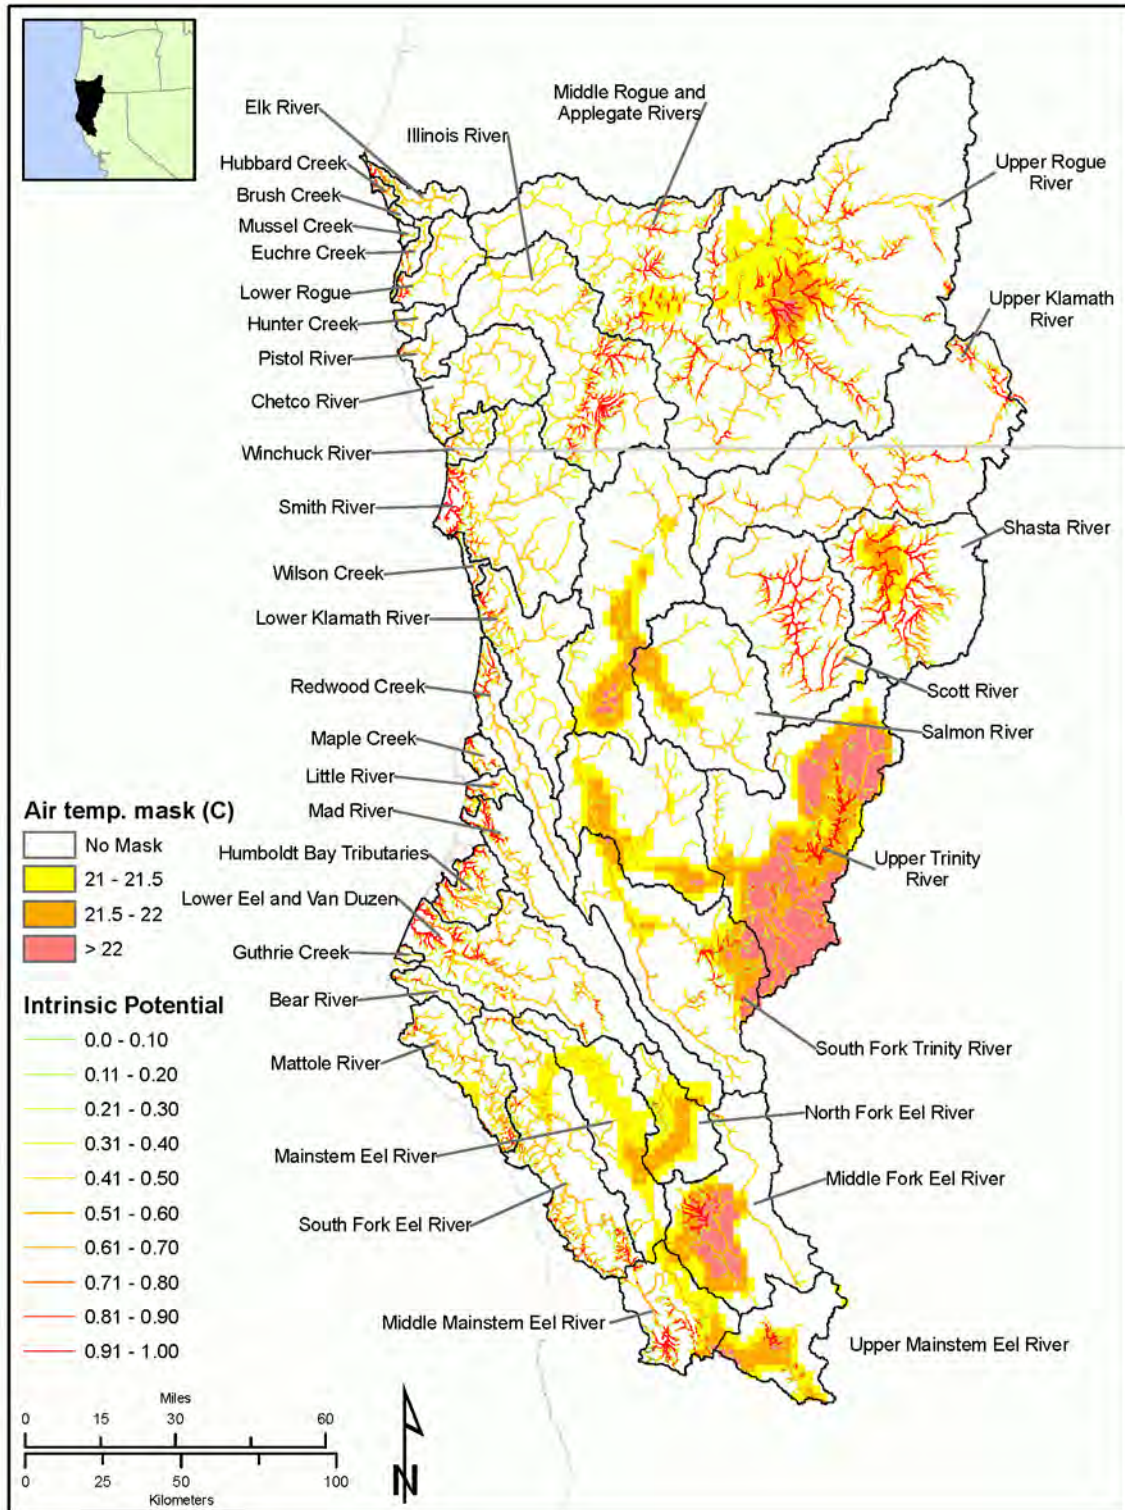 Elk River
Illinois River
Middle Rogue and
Applegate Rivers
Hubbard Creek
Upper Rogue
River
Brush Creek
Mussel Creek
Euchre Creek
Lower Rogue
Upper Klamath
River
Hunter Creek
Pistol River
Chetco River
Winchuck River
Smith River
Shasta River
Wilson Creek
Lower Klamath River
Redwood Creek
Scott River
Salmon River
Maple Creek
Little River
Mad River
Humboldt Bay Tributaries
Upper Trinity
River
Lower Eel and Van Duzen
Guthrie Creek
Bear River
Mattole River
South Fork Trinity River
North Fork Eel River
Mainstem Eel River
Middle Fork Eel River
South Fork Eel River
Middle Mainstem Eel River
Upper Mainstem Eel River
Air temp. mask (C)
No Mask
21 - 21.5
21.5 - 22
> 22
Intrinsic Potential
0.0 - 0.10
0.11 - 0.20
0.21 - 0.30
0.31 - 0.40
0.41 - 0.50
0.51 - 0.60
0.61 - 0.70
0.71 - 0.80
0.81 - 0.90
0.91 - 1.00
Miles
0 15 30 60
0 25 50 100
Kilometers
N